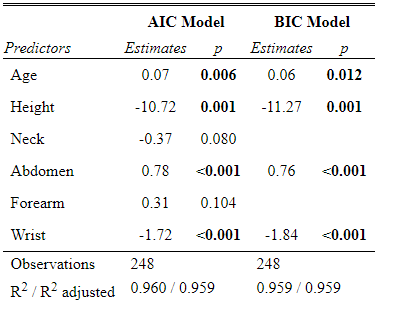 AIC Model BIC Model
Predictors Estimates p Estimates p
Age 0.07 0.006 0.06 0.012
Height -10.72 0.001 -11.27 0.001
Neck -0.37 0.080
Abdomen 0.78 <0.001 0.76 <0.001
Forearm 0.31 0.104
Wrist -1.72 <0.001 -1.84 <0.001
Observations 248 248
R2 / R2 adjusted 0.960 / 0.959 0.959 / 0.959